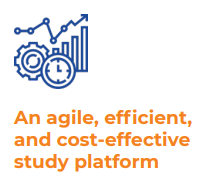 An agile, efficient,
and cost-effective
study platform